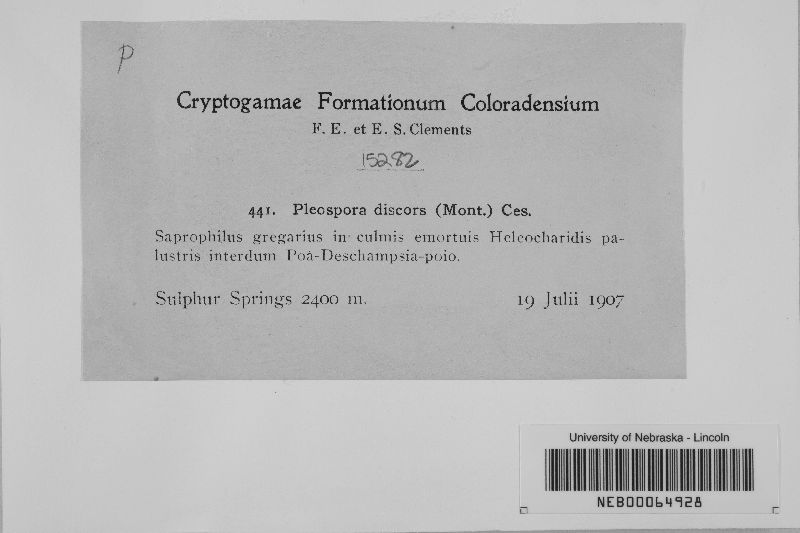 P
Cryptogamae Formationum Coloradensium
F. E. et E. S. Clements
15282
441. Pleospora discors (Mont.) Ces.
Saprophilus gregarius in culmis emortuis Heleocharidis pa-
lustris interdum Poa-Deschampsia-poio.
Sulphur Springs 2400 m. 19 Julii 1907
University of Nebraska - Lincoln
NEB00064928